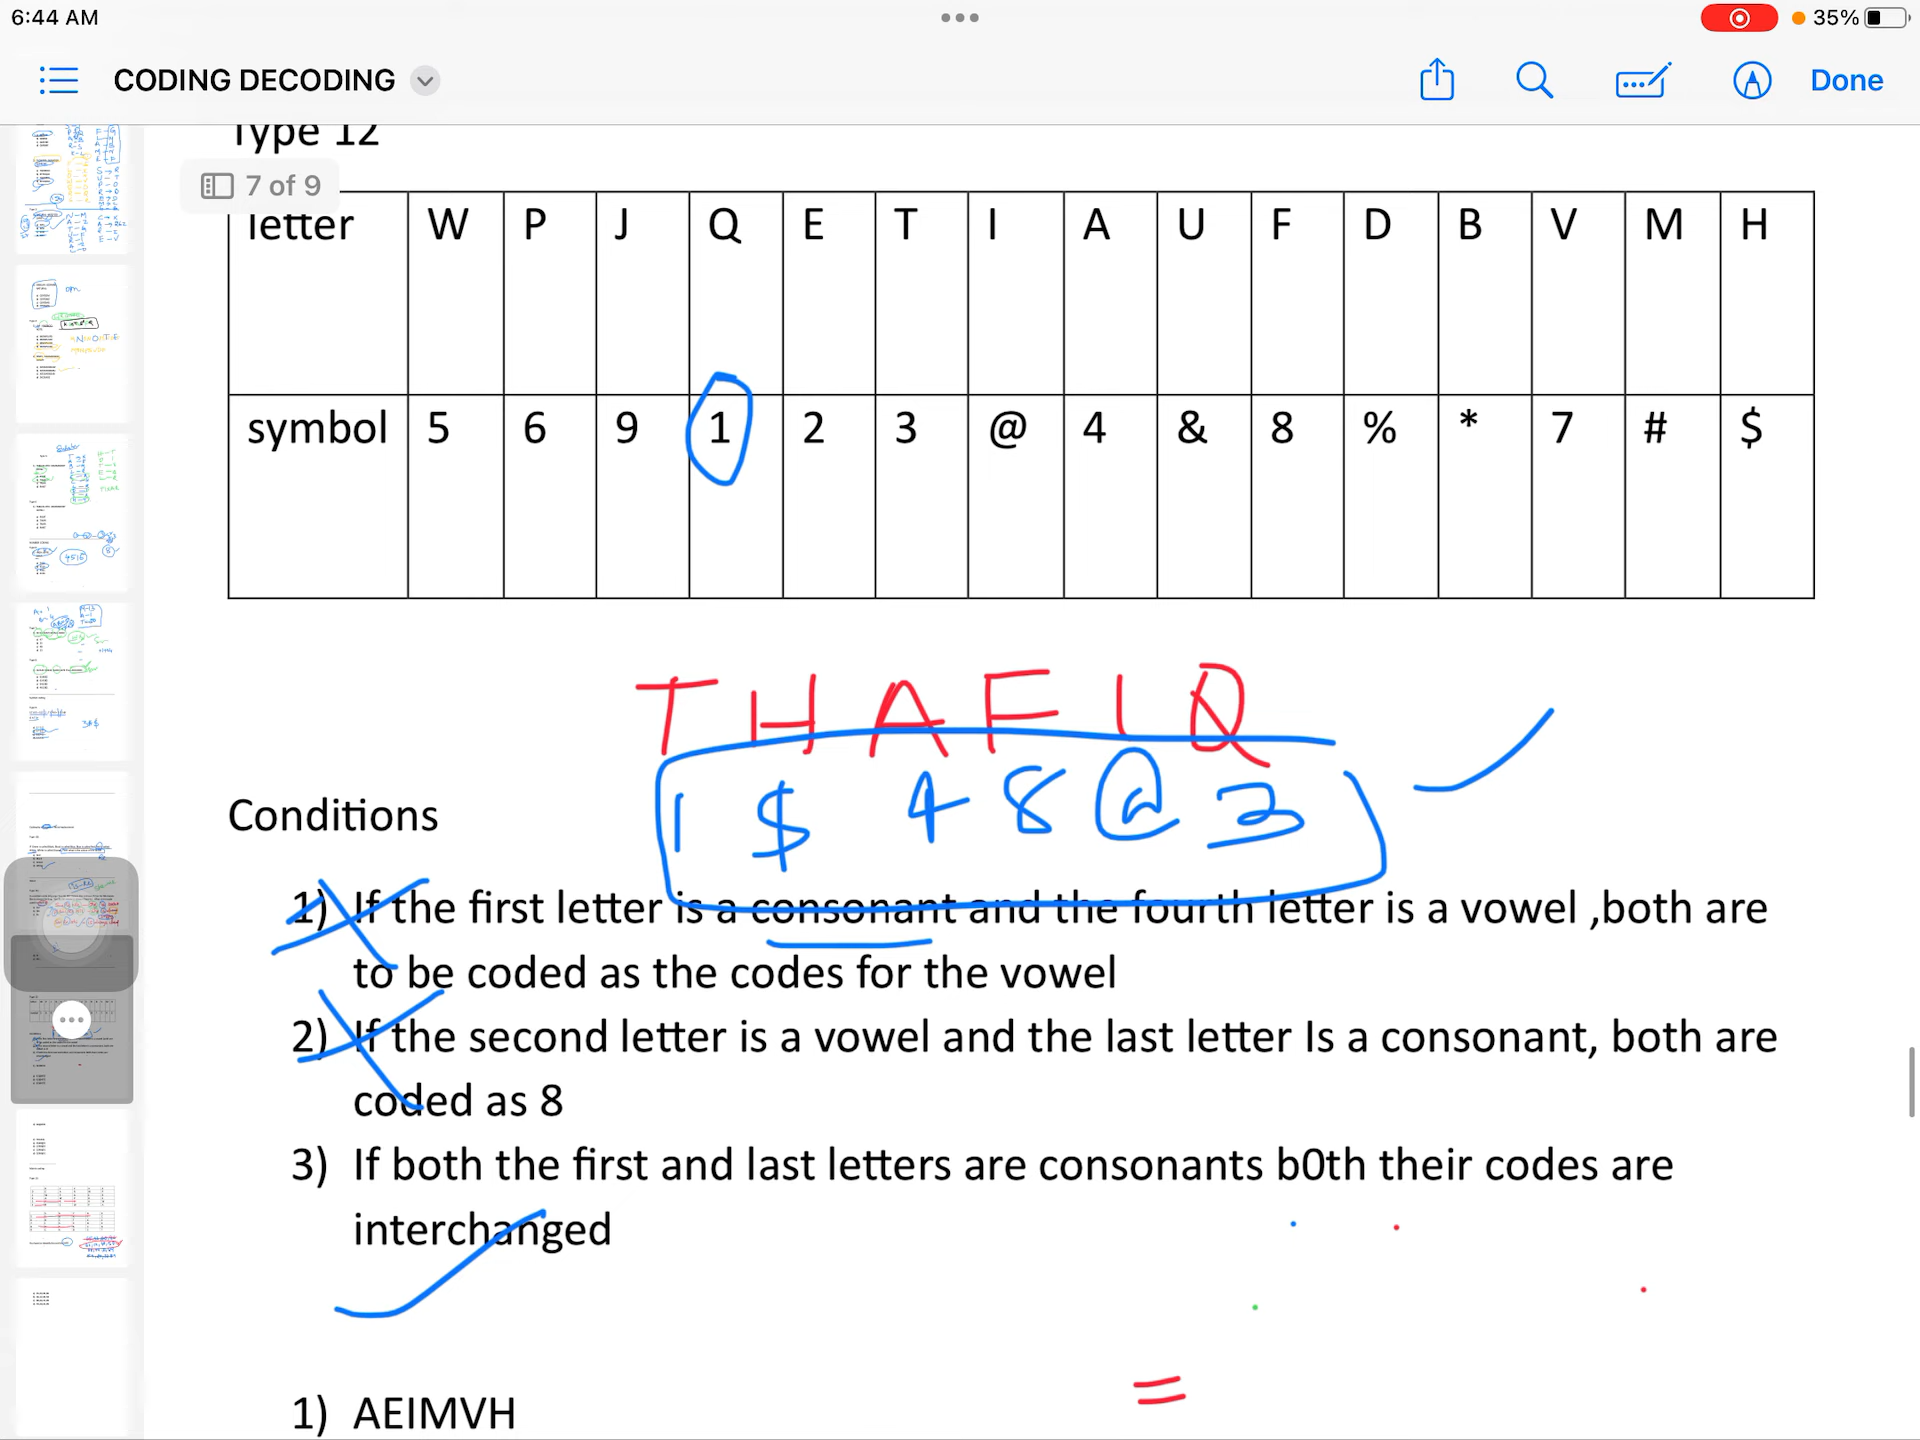 6:44 AM
35%
CODING DECODING
Done
Type 12
7 of 9
letter W P J Q E T I A U F D B V M H
symbol 5 6 9 1 2 3 @ 4 & 8 % * 7 # $
T H A F I Q
1 $ 4 8 @ 3
Conditions
1) If the first letter is a consonant and the fourth letter is a vowel ,both are
to be coded as the codes for the vowel
2) If the second letter is a vowel and the last letter Is a consonant, both are
coded as 8
3) If both the first and last letters are consonants b0th their codes are
interchanged
=
1) AEIMVH